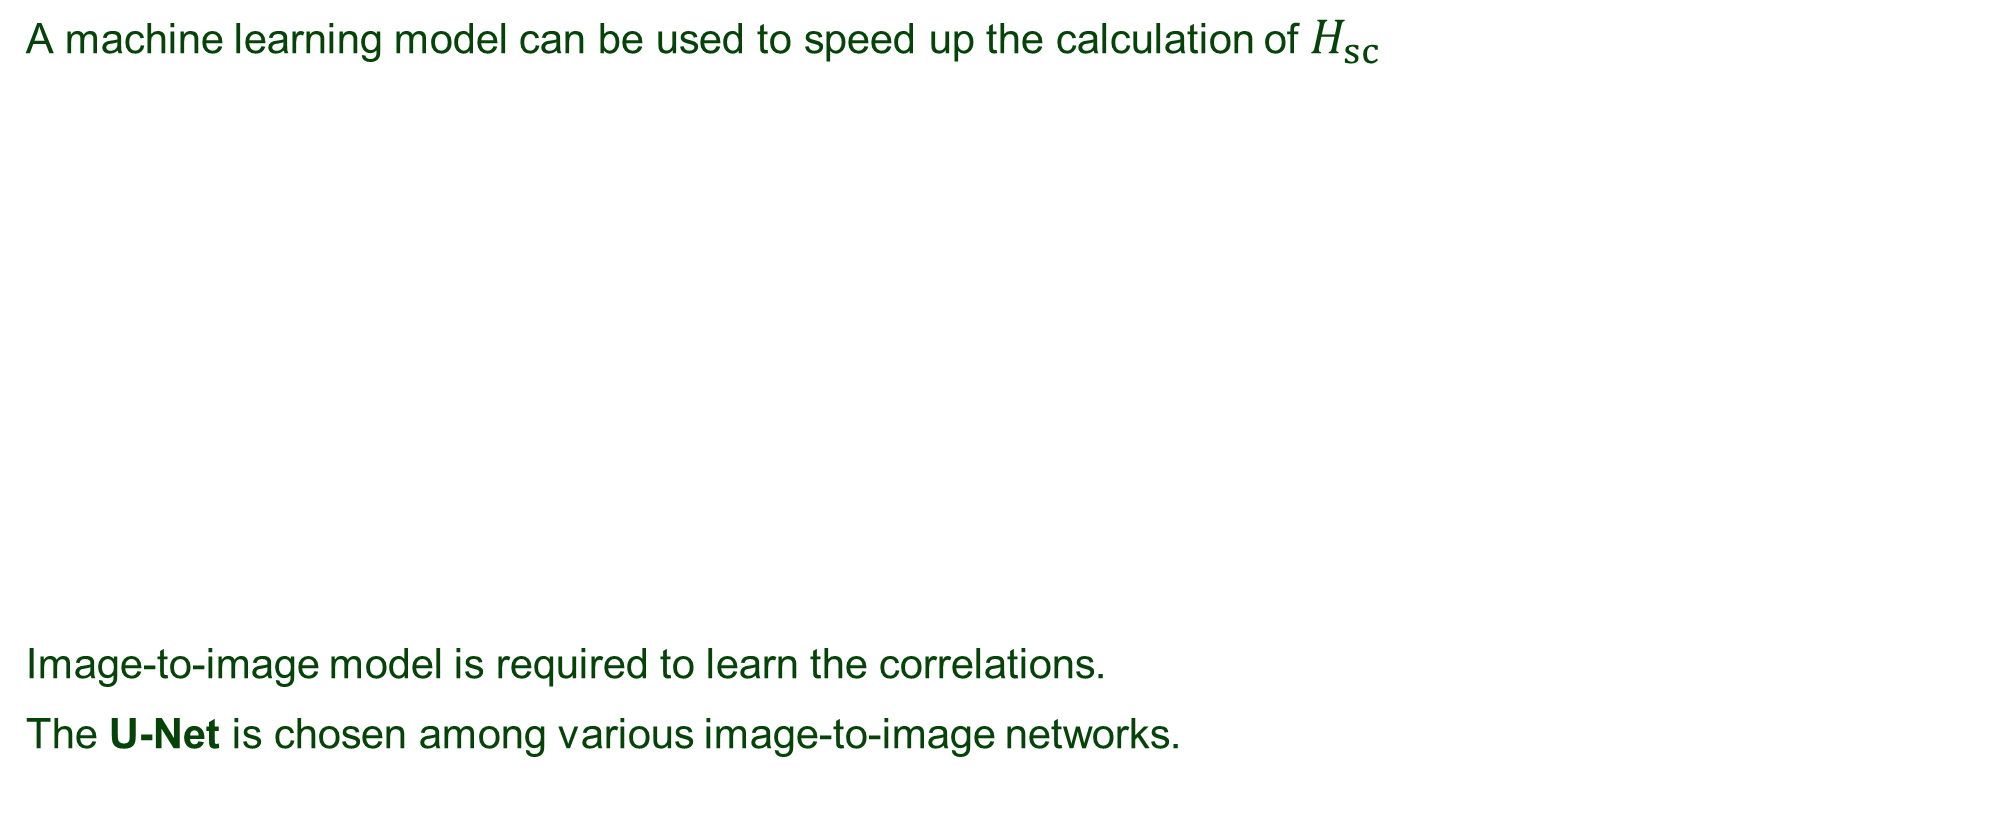 A machine learning model can be used to speed up the calculation of H_sc
Image-to-image model is required to learn the correlations.
The U-Net is chosen among various image-to-image networks.